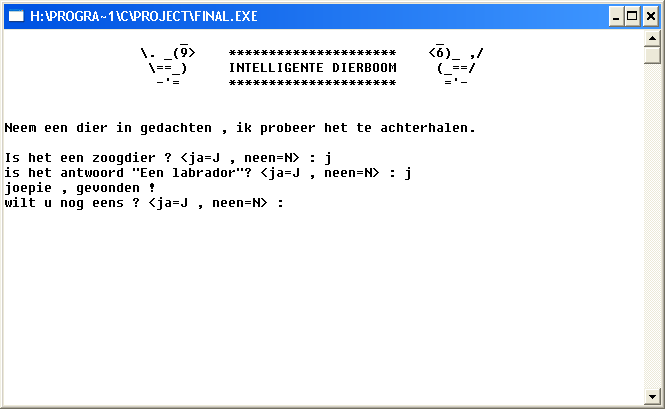 H:\PROGRA~1\C\PROJECT\FINAL.EXE
_ _
\. _(9> ********************* <6)_ ,/
\==_) INTELLIGENTE DIERBOOM (_==/
-'= ********************* ='-
Neem een dier in gedachten , ik probeer het te achterhalen.
Is het een zoogdier ? <ja=J , neen=N> : j
is het antwoord "Een labrador"? <ja=J , neen=N> : j
joepie , gevonden !
wilt u nog eens ? <ja=J , neen=N> :